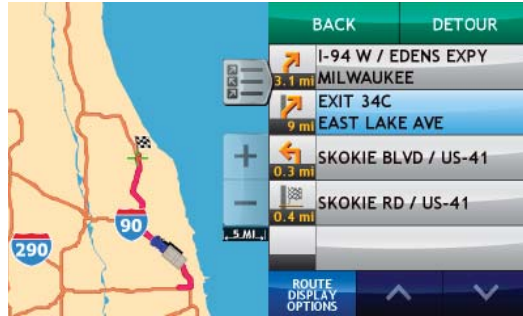 BACK
DETOUR
I-94 W / EDENS EXPY
MILWAUKEE
3.1 mi
EXIT 34C
EAST LAKE AVE
9 mi
SKOKIE BLVD / US-41
0.3 mi
SKOKIE RD / US-41
0.4 mi
ROUTE
DISPLAY
OPTIONS
+
−
5 MI.
90
290